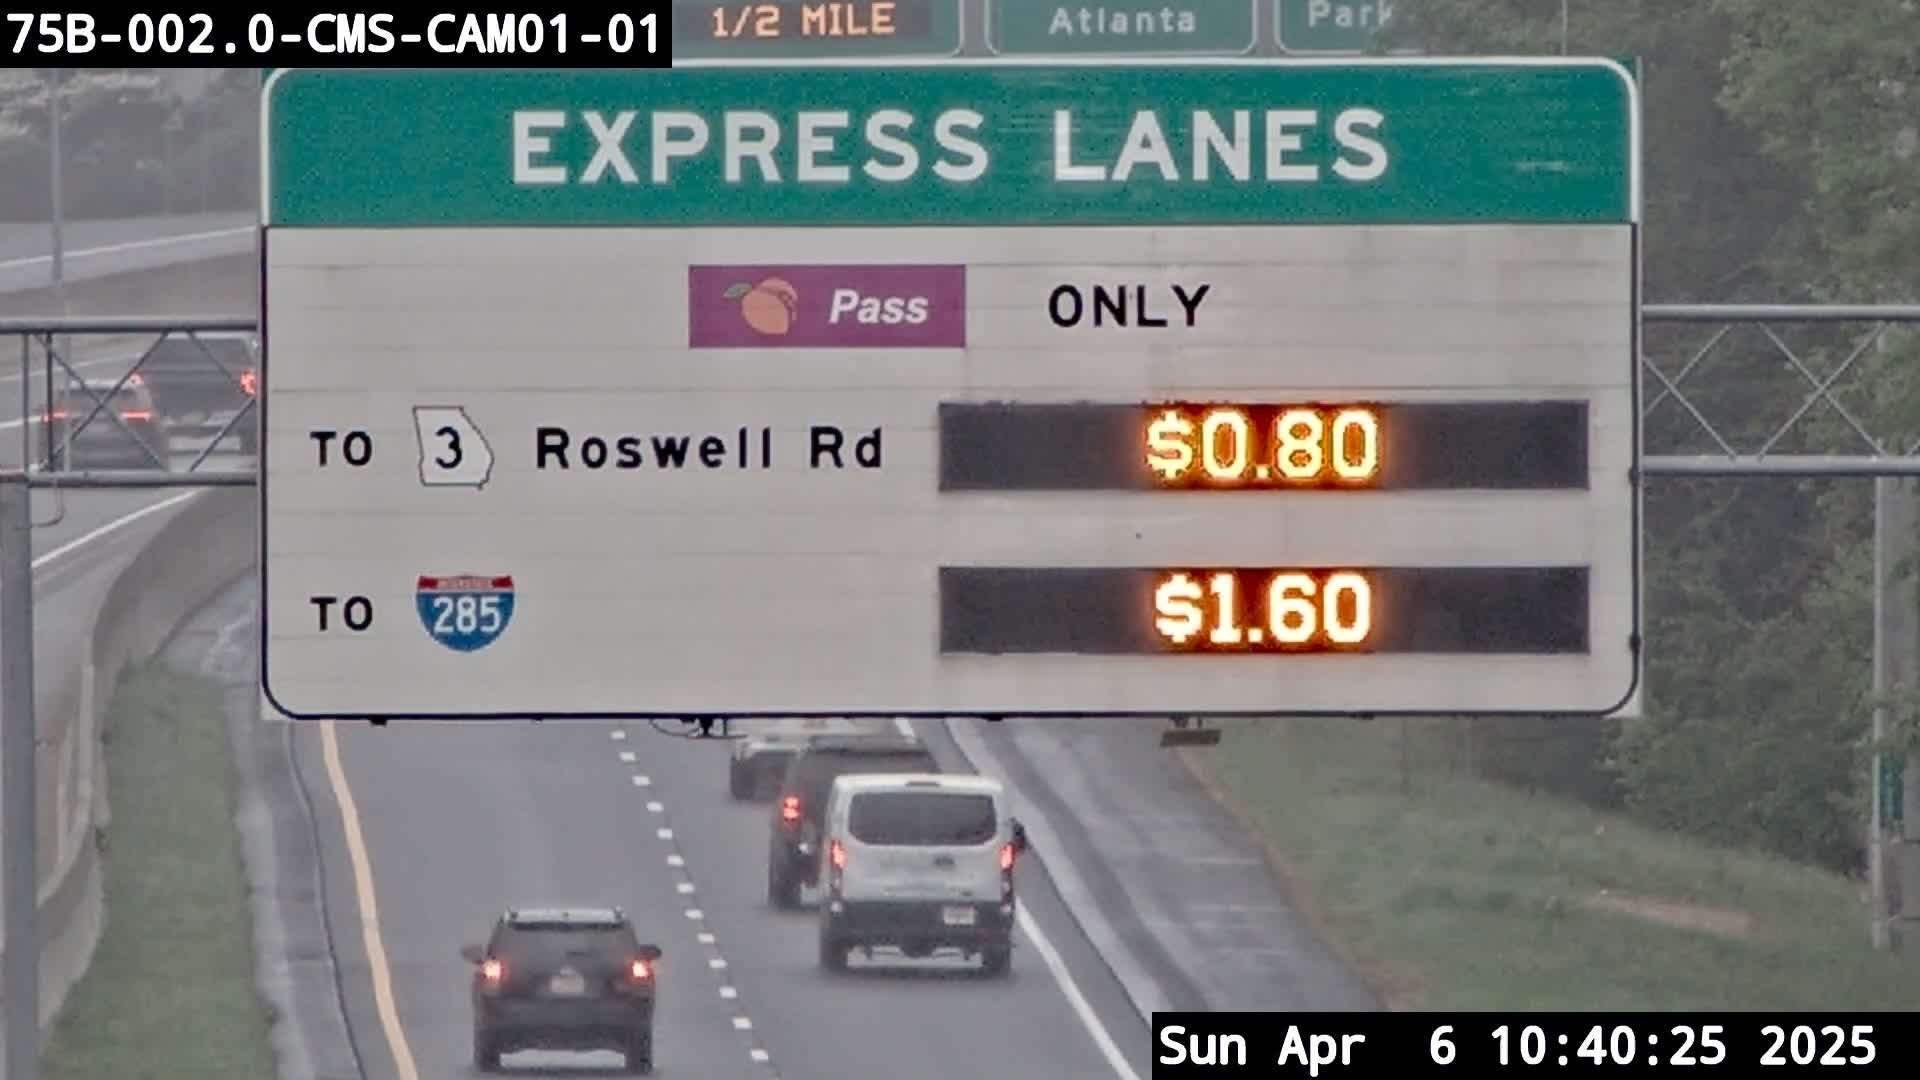 75B-002.0-CMS-CAM01-01
1/2 MILE
Atlanta
Park
EXPRESS LANES
Pass ONLY
TO 3 Roswell Rd $0.80
TO INTERSTATE 285 $1.60
Sun Apr 6 10:40:25 2025